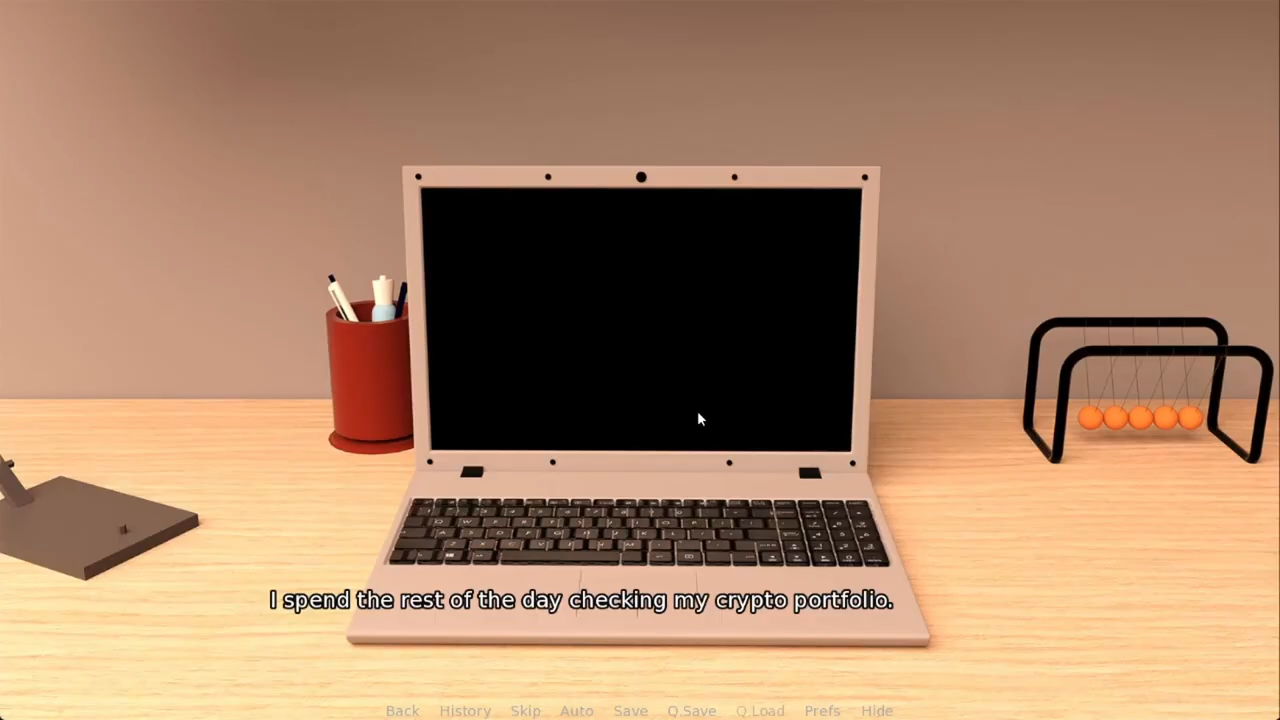 I spend the rest of the day checking my crypto portfolio.
Back History Skip Auto Save Q.Save Q.Load Prefs Hide